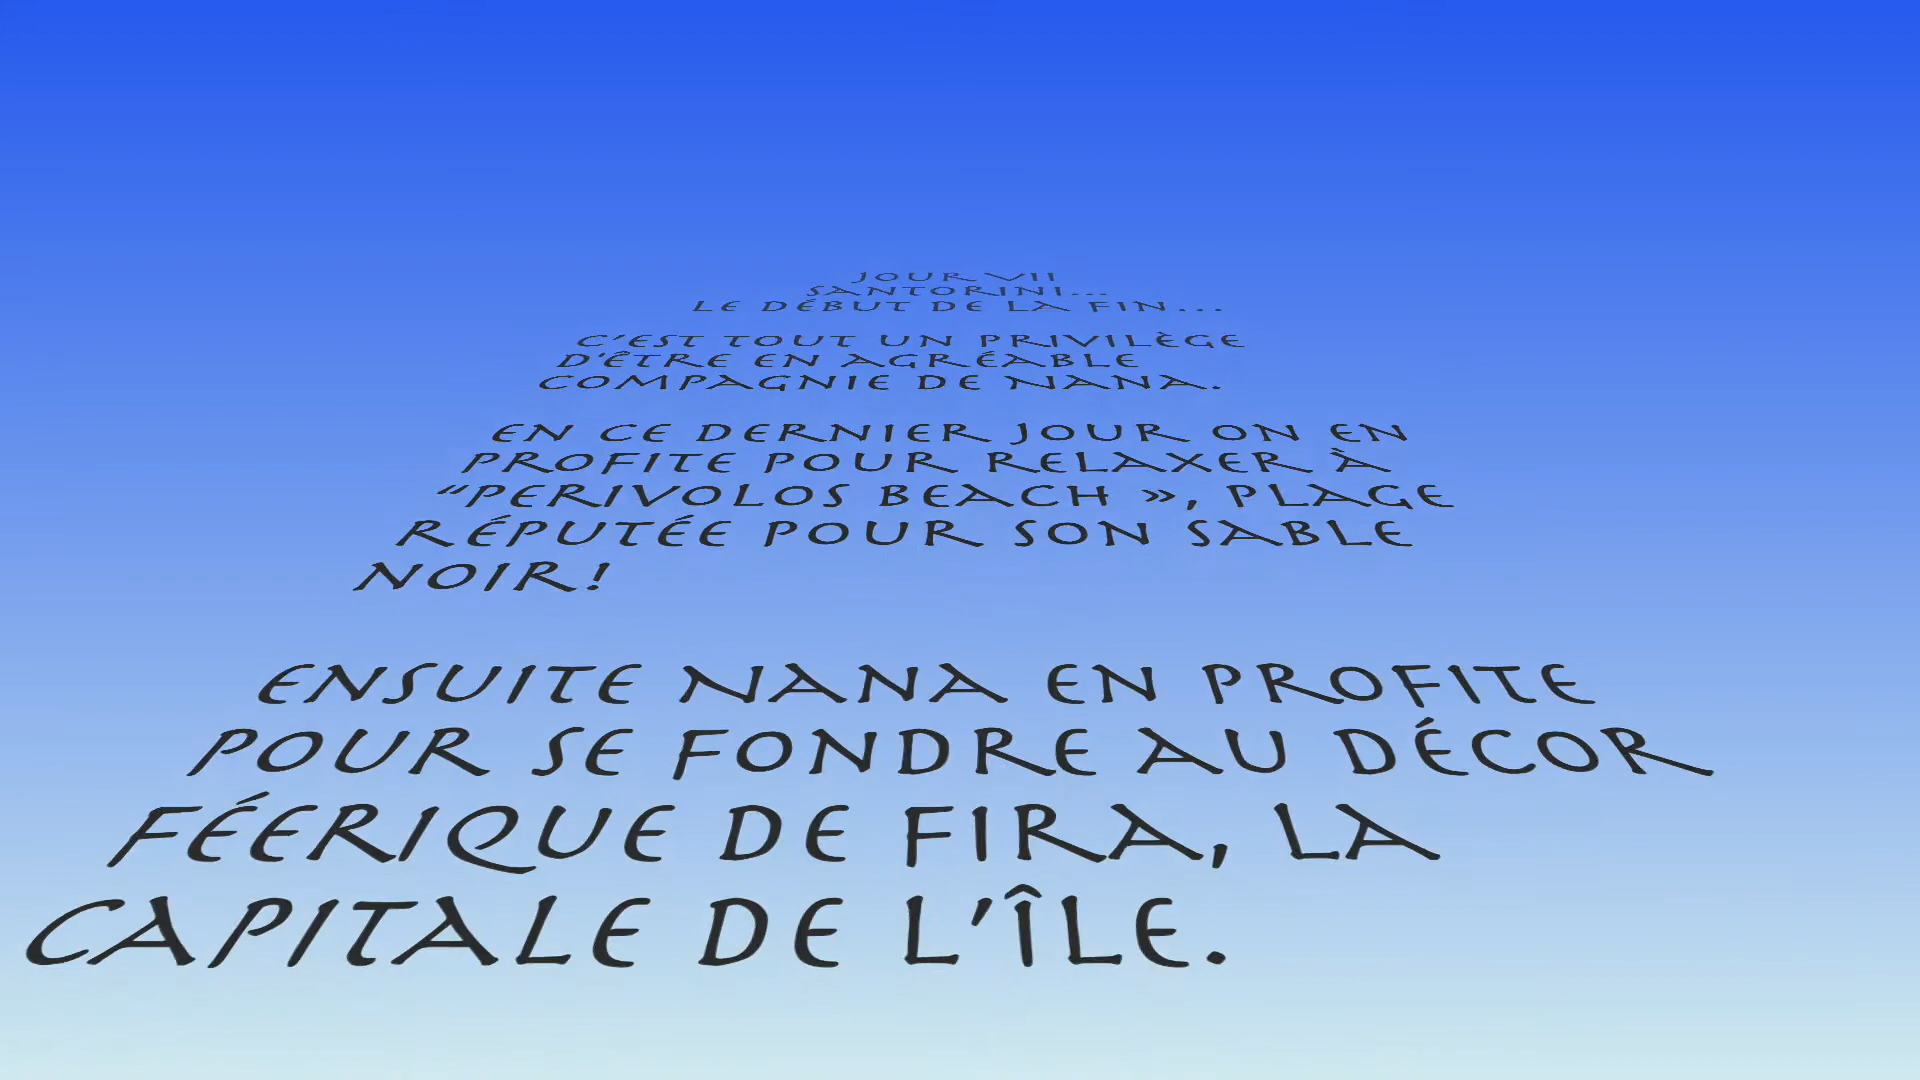 JOUR VII
SANTORINI...
LE DÉBUT DE LA FIN...
C'EST TOUT UN PRIVILÈGE
D'ÊTRE EN AGRÉABLE
COMPAGNIE DE NANA.
EN CE DERNIER JOUR ON EN
PROFITE POUR RELAXER À
“PERIVOLOS BEACH », PLAGE
RÉPUTÉE POUR SON SABLE
NOIR!
ENSUITE NANA EN PROFITE
POUR SE FONDRE AU DÉCOR
FÉERIQUE DE FIRA, LA
CAPITALE DE L'ÎLE.